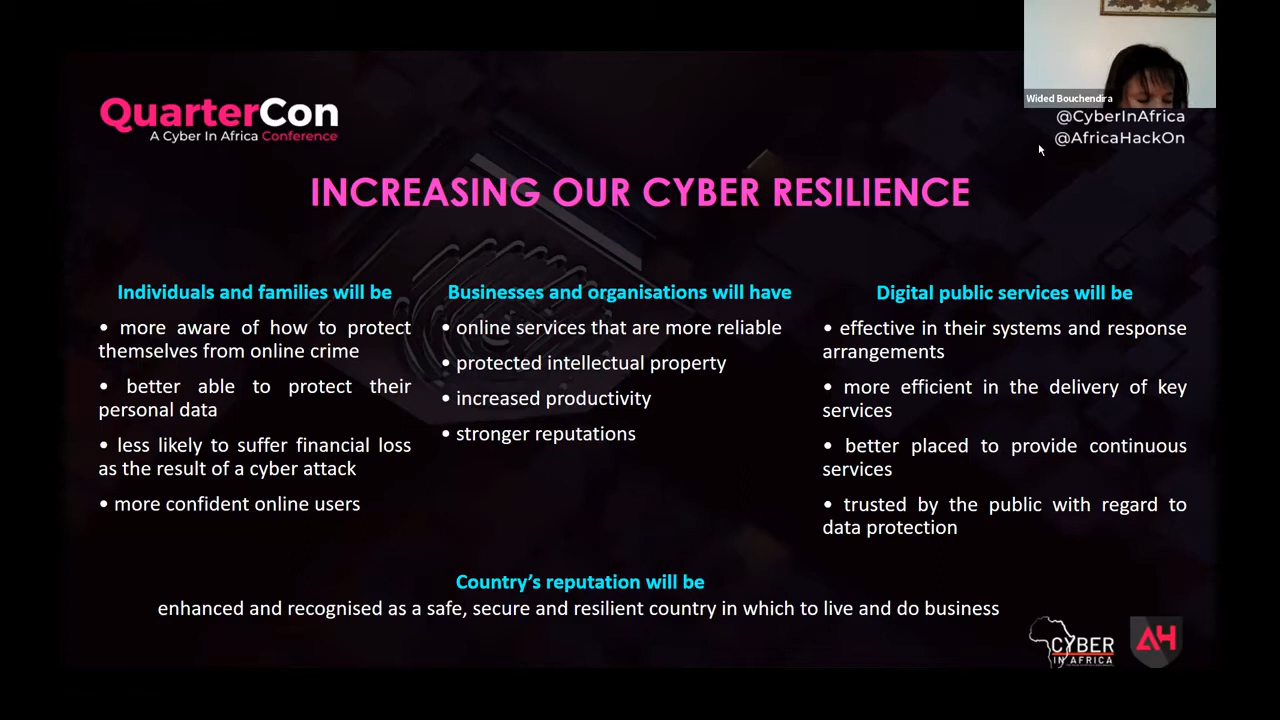 QuarterCon
A Cyber In Africa Conference
Wided Bouchendira
@CyberInAfrica
@AfricaHackOn
INCREASING OUR CYBER RESILIENCE
Individuals and families will be
• more aware of how to protect
themselves from online crime
• better able to protect their
personal data
• less likely to suffer financial loss
as the result of a cyber attack
• more confident online users
Businesses and organisations will have
• online services that are more reliable
• protected intellectual property
• increased productivity
• stronger reputations
Digital public services will be
• effective in their systems and response
arrangements
• more efficient in the delivery of key
services
• better placed to provide continuous
services
• trusted by the public with regard to
data protection
Country’s reputation will be
enhanced and recognised as a safe, secure and resilient country in which to live and do business
CYBER
IN AFRICA
AH